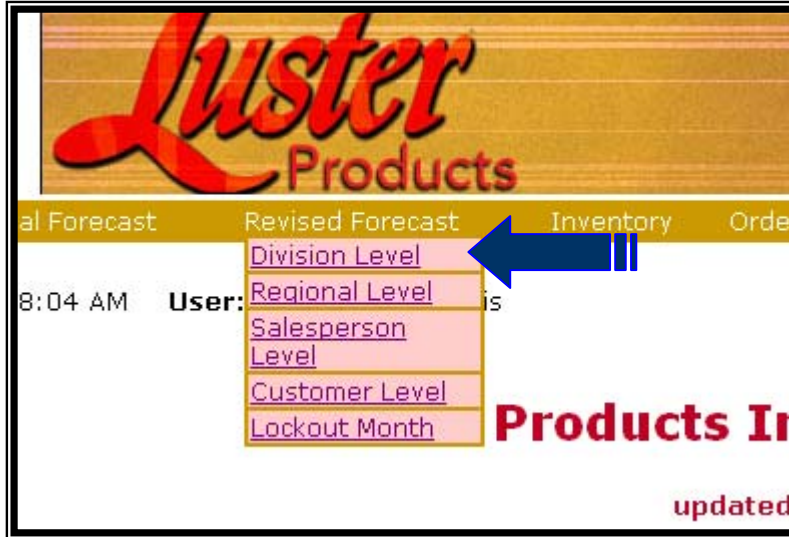 Luster
Products
al Forecast Revised Forecast Inventory Orde
Division Level
8:04 AM User: Regional Level is
Salesperson
Level
Customer Level
Lockout Month Products I
updated